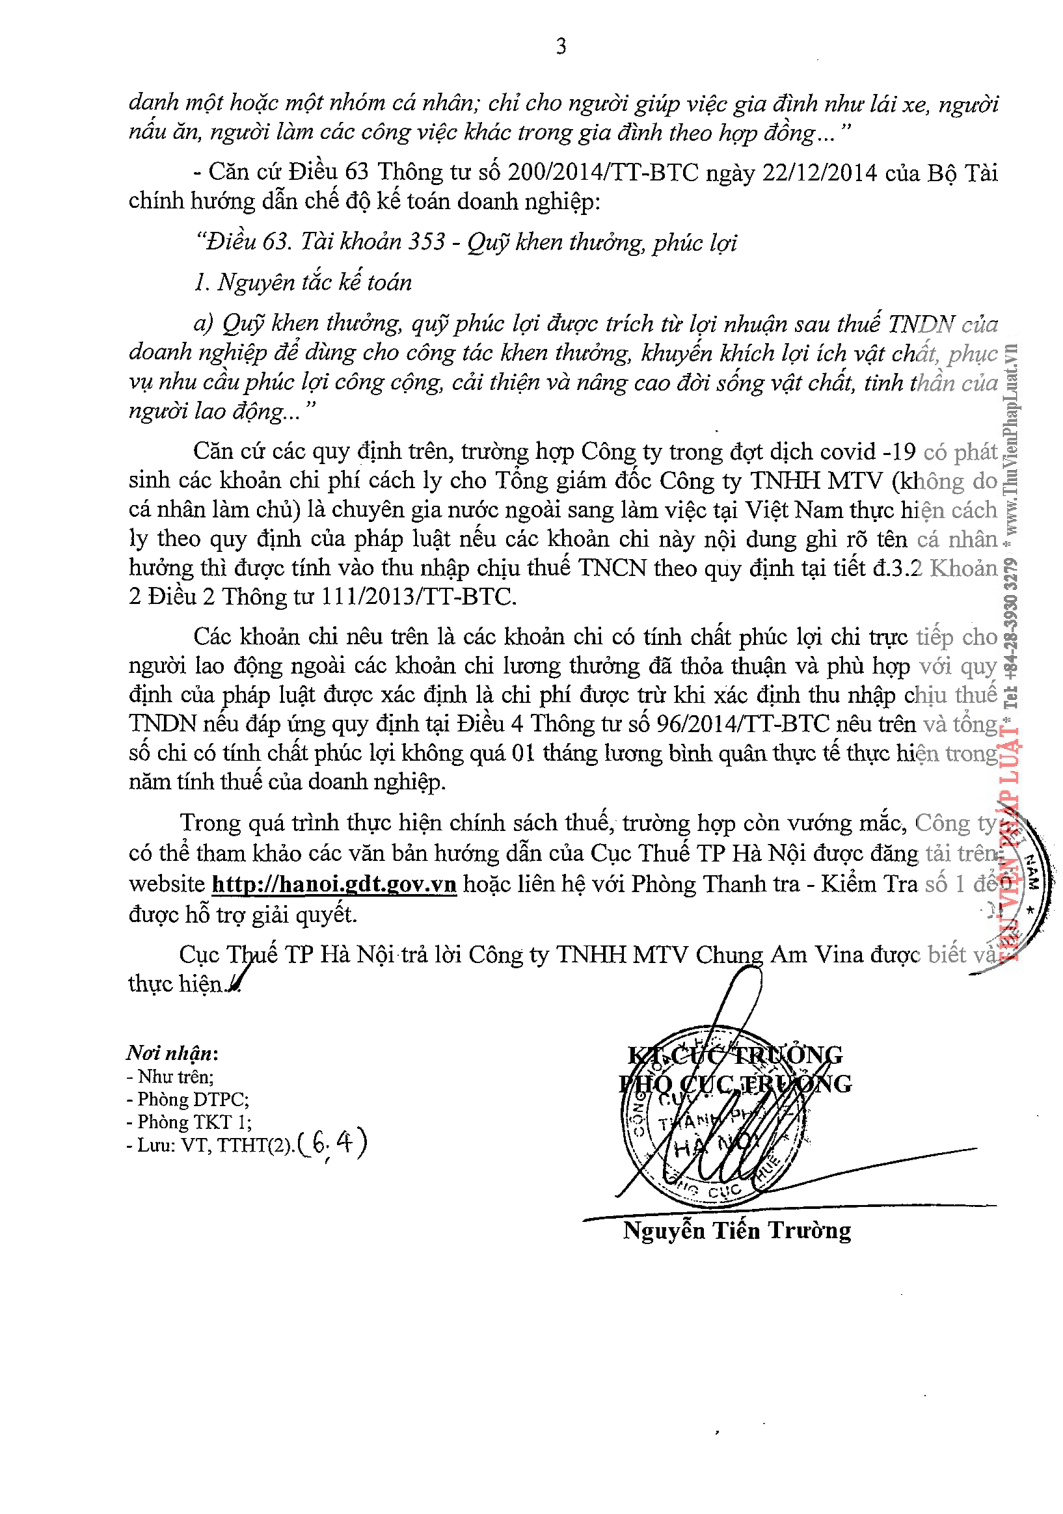 3
danh một hoặc một nhóm cá nhân; chi cho người giúp việc gia đình như lái xe, người
nấu ăn, người làm các công việc khác trong gia đình theo hợp đồng... ”
- Căn cứ Điều 63 Thông tư số 200/2014/TT-BTC ngày 22/12/2014 của Bộ Tài
chính hướng dẫn chế độ kế toán doanh nghiệp:
“Điều 63. Tài khoản 353 - Quỹ khen thưởng, phúc lợi
1. Nguyên tắc kế toán
a) Quỹ khen thưởng, quỹ phúc lợi được trích từ lợi nhuận sau thuế TNDN của
doanh nghiệp để dùng cho công tác khen thưởng, khuyến khích lợi ích vật chất, phục
vụ nhu cầu phúc lợi công cộng, cải thiện và nâng cao đời sống vật chất, tinh thần của
người lao động... ”
Căn cứ các quy định trên, trường hợp Công ty trong đợt dịch covid -19 có phát
sinh các khoản chi phí cách ly cho Tổng giám đốc Công ty TNHH MTV (không do
cá nhân làm chủ) là chuyên gia nước ngoài sang làm việc tại Việt Nam thực hiện cách
ly theo quy định của pháp luật nếu các khoản chi này nội dung ghi rõ tên cá nhân
hưởng thì được tính vào thu nhập chịu thuế TNCN theo quy định tại tiết đ.3.2 Khoản
2 Điều 2 Thông tư 111/2013/TT-BTC.
Các khoản chi nêu trên là các khoản chi có tính chất phúc lợi chi trực tiếp cho
người lao động ngoài các khoản chi lương thưởng đã thỏa thuận và phù hợp với quy
định của pháp luật được xác định là chi phí được trừ khi xác định thu nhập chịu thuế
TNDN nếu đáp ứng quy định tại Điều 4 Thông tư số 96/2014/TT-BTC nêu trên và tổng
số chi có tính chất phúc lợi không quá 01 tháng lương bình quân thực tế thực hiện trong
năm tính thuế của doanh nghiệp.
Trong quá trình thực hiện chính sách thuế, trường hợp còn vướng mắc, Công ty
có thể tham khảo các văn bản hướng dẫn của Cục Thuế TP Hà Nội được đăng tải trên
website http://hanoi.gdt.gov.vn hoặc liên hệ với Phòng Thanh tra - Kiểm Tra số 1 để
được hỗ trợ giải quyết.
Cục Thuế TP Hà Nội trả lời Công ty TNHH MTV Chung Am Vina được biết và
thực hiện./.
Nơi nhận:
- Như trên;
- Phòng DTPC;
- Phòng TKT 1;
- Lưu: VT, TTHT(2).(6.4)
KT.CỤC TRƯỞNG
PHÓ CỤC TRƯỞNG
CỤC THUẾ
THÀNH PHỐ
HÀ NỘI
TỔNG CỤC THUẾ
Nguyễn Tiến Trường
THƯ VIỆN PHÁP LUẬT * Tel: +84-28-3930 3279 * www.ThuVienPhapLuat.vn
NAM